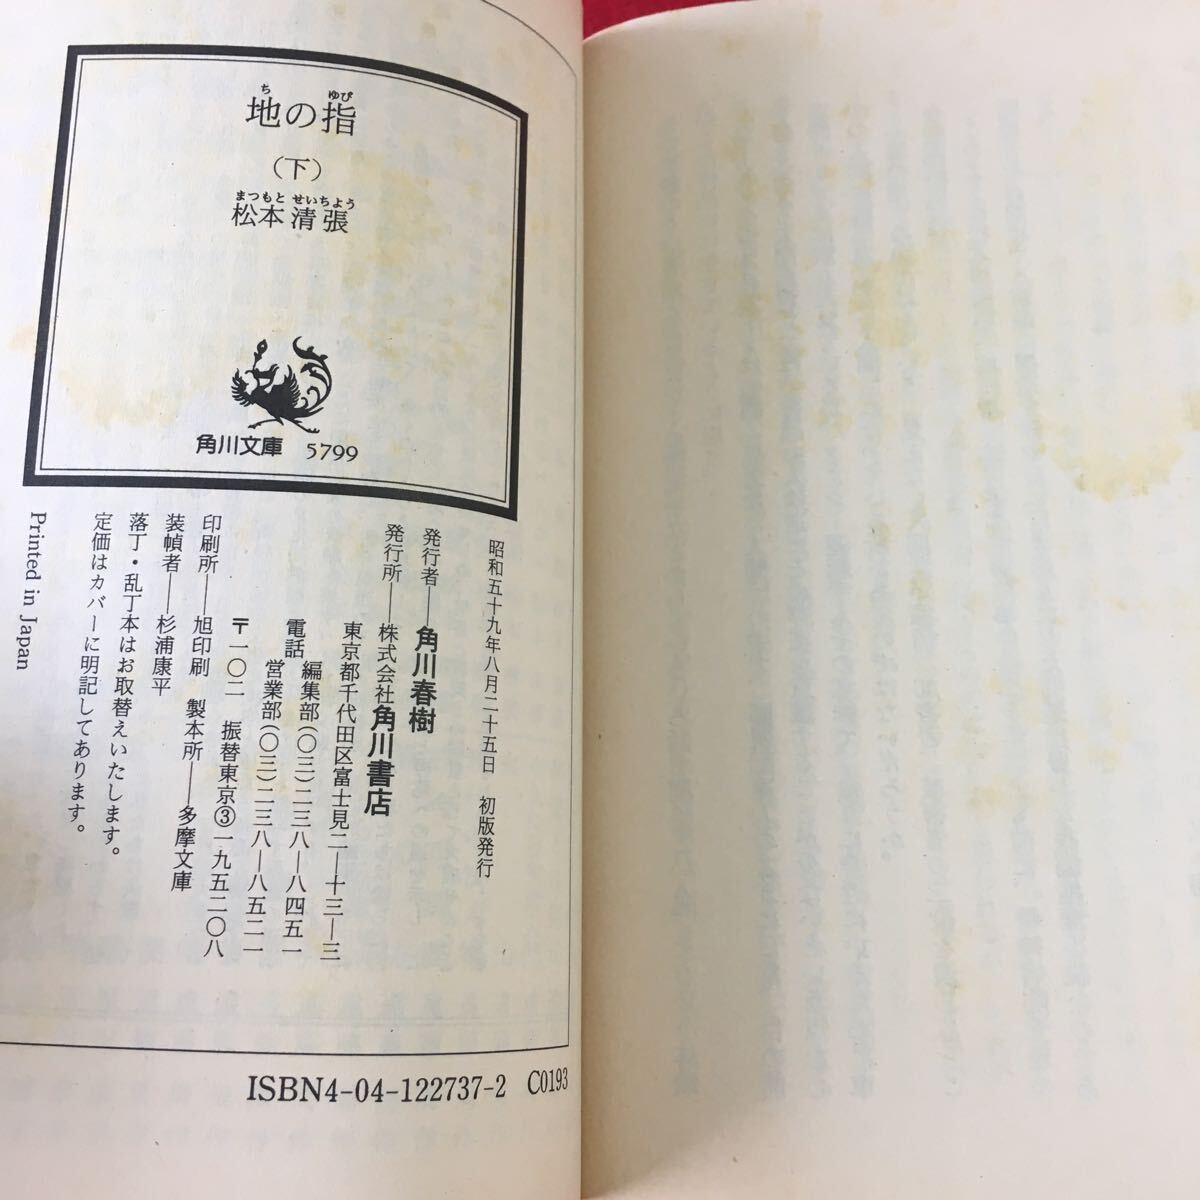 地の指
ち ゆび
（下）
まつもと せいちよう
松本清張
角川文庫 5799
昭和五十九年八月二十五日　初版発行
発行者――角川春樹
発行所――株式会社角川書店
東京都千代田区富士見二―十三―三
電話 編集部(〇三)二三八―八四五一
営業部(〇三)二三八―八五二一
〒一〇二　振替東京③一九五二〇八
印刷所――旭印刷　製本所――多摩文庫
装幀者――杉浦康平
落丁・乱丁本はお取替えいたします。
定価はカバーに明記してあります。
Printed in Japan
ISBN4-04-122737-2 C0193